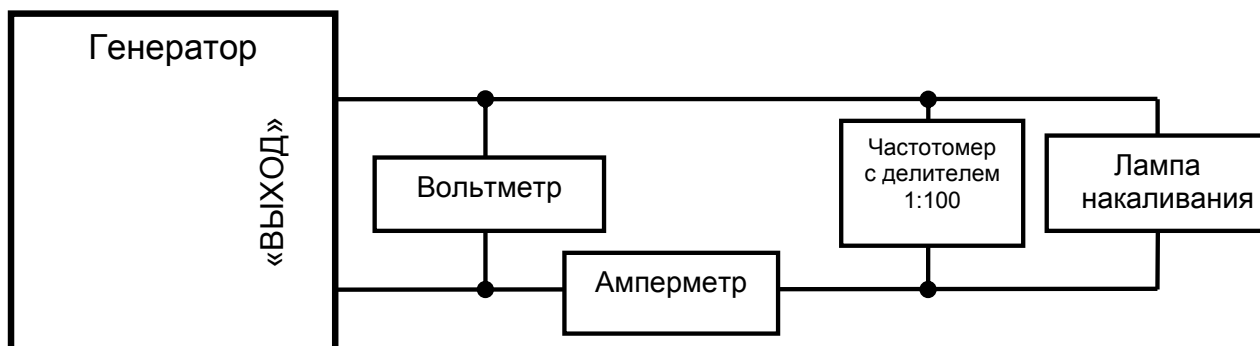 Генератор
«ВЫХОД»
Вольтметр
Амперметр
Частотомер
с делителем
1:100
Лампа
накаливания